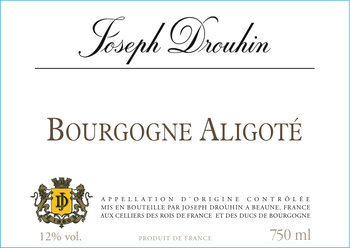 Joseph Drouhin
BOURGOGNE ALIGOTÉ
APPELLATION D'ORIGINE CONTRÔLÉE
MIS EN BOUTEILLE PAR JOSEPH DROUHIN A BEAUNE, FRANCE
AUX CELLIERS DES ROIS DE FRANCE ET DES DUCS DE BOURGOGNE
JD
12% vol.
PRODUIT DE FRANCE
750 ml